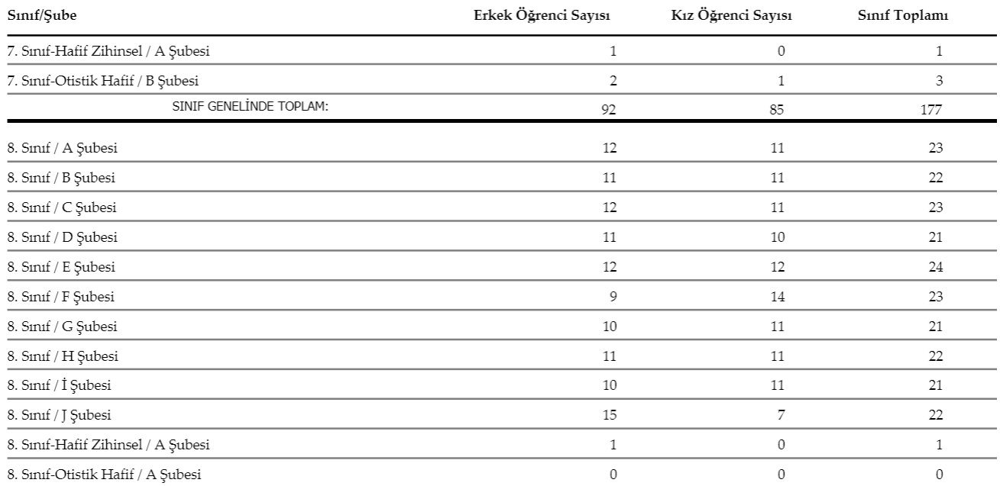 Sınıf/Şube Erkek Öğrenci Sayısı Kız Öğrenci Sayısı Sınıf Toplamı
7. Sınıf-Hafif Zihinsel / A Şubesi 1 0 1
7. Sınıf-Otistik Hafif / B Şubesi 2 1 3
SINIF GENELİNDE TOPLAM: 92 85 177
8. Sınıf / A Şubesi 12 11 23
8. Sınıf / B Şubesi 11 11 22
8. Sınıf / C Şubesi 12 11 23
8. Sınıf / D Şubesi 11 10 21
8. Sınıf / E Şubesi 12 12 24
8. Sınıf / F Şubesi 9 14 23
8. Sınıf / G Şubesi 10 11 21
8. Sınıf / H Şubesi 11 11 22
8. Sınıf / İ Şubesi 10 11 21
8. Sınıf / J Şubesi 15 7 22
8. Sınıf-Hafif Zihinsel / A Şubesi 1 0 1
8. Sınıf-Otistik Hafif / A Şubesi 0 0 0